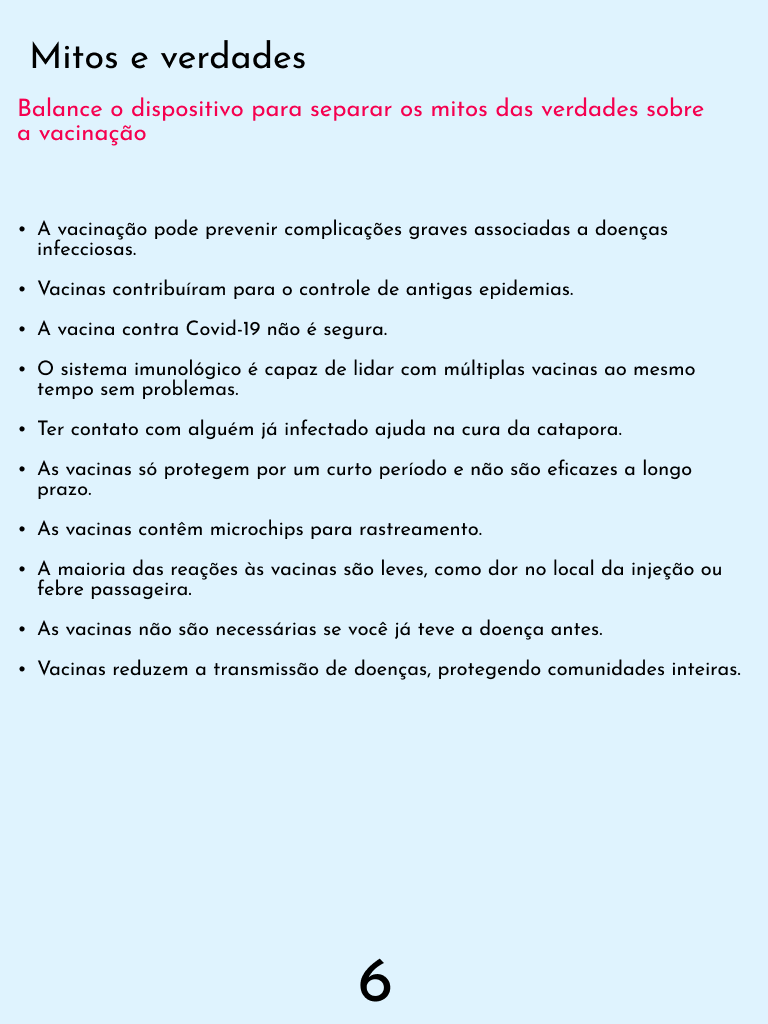 Mitos e verdades
Balance o dispositivo para separar os mitos das verdades sobre
a vacinação
• A vacinação pode prevenir complicações graves associadas a doenças
infecciosas.
• Vacinas contribuíram para o controle de antigas epidemias.
• A vacina contra Covid-19 não é segura.
• O sistema imunológico é capaz de lidar com múltiplas vacinas ao mesmo
tempo sem problemas.
• Ter contato com alguém já infectado ajuda na cura da catapora.
• As vacinas só protegem por um curto período e não são eficazes a longo
prazo.
• As vacinas contêm microchips para rastreamento.
• A maioria das reações às vacinas são leves, como dor no local da injeção ou
febre passageira.
• As vacinas não são necessárias se você já teve a doença antes.
• Vacinas reduzem a transmissão de doenças, protegendo comunidades inteiras.
6